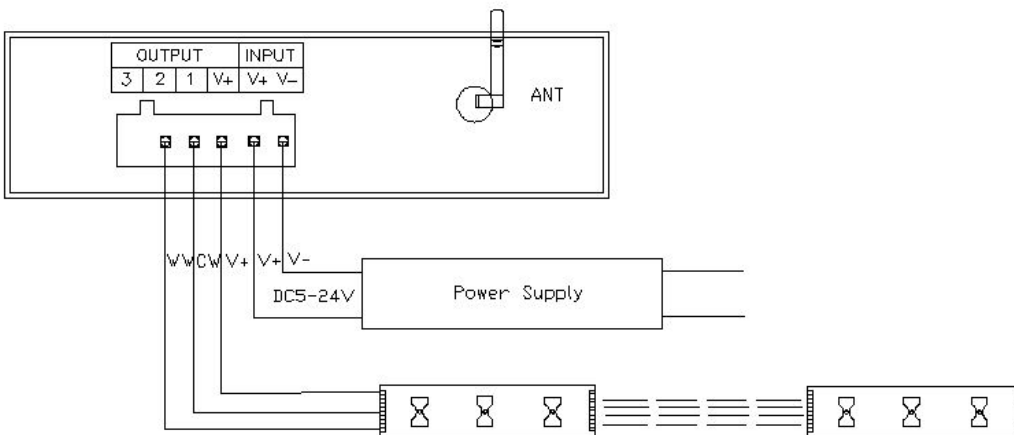 OUTPUT INPUT
3 2 1 V+ V+ V-
ANT
WW CW V+ V+ V-
DC5-24V
Power Supply